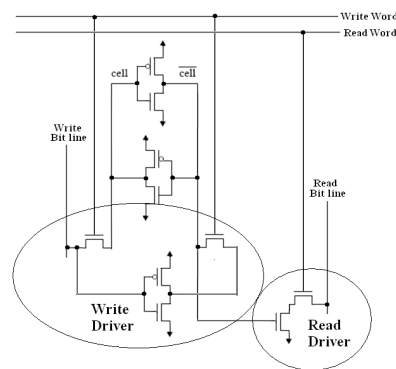 Write Word
Read Word
cell
cell
Write
Bit line
Read
Bit line
Write
Driver
Read
Driver